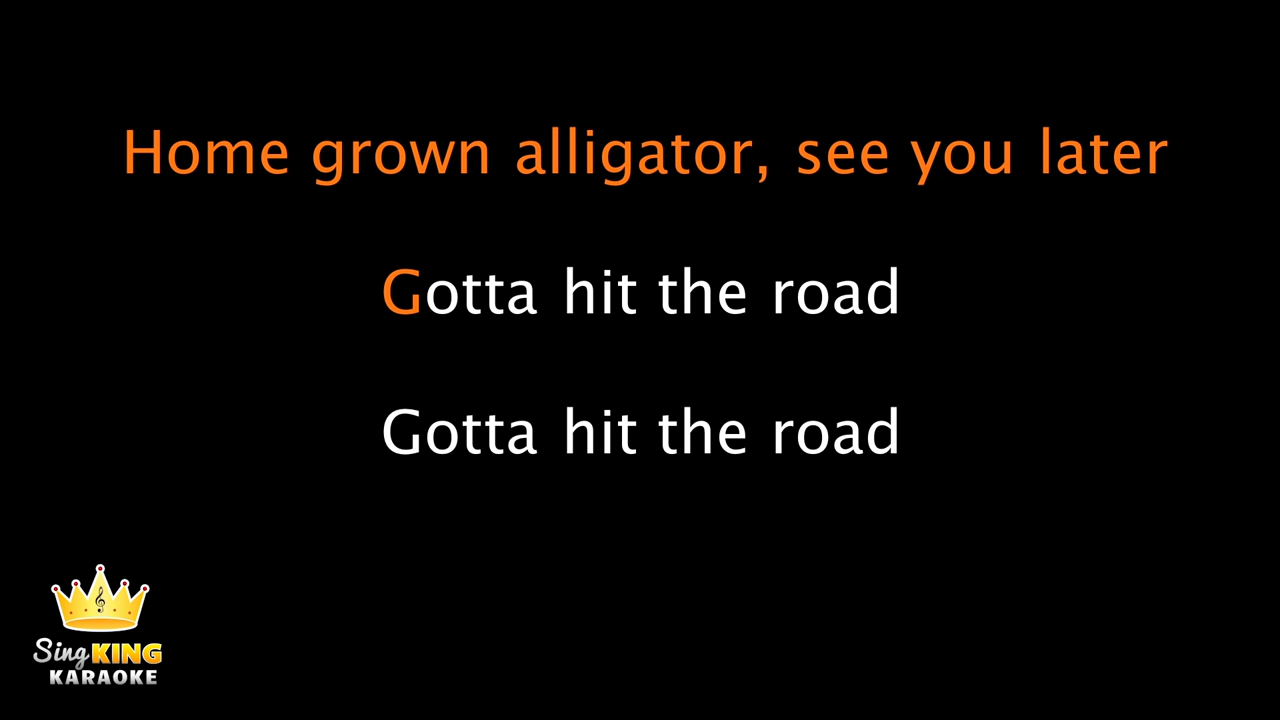 Home grown alligator, see you later
Gotta hit the road
Gotta hit the road
Sing KING
KARAOKE